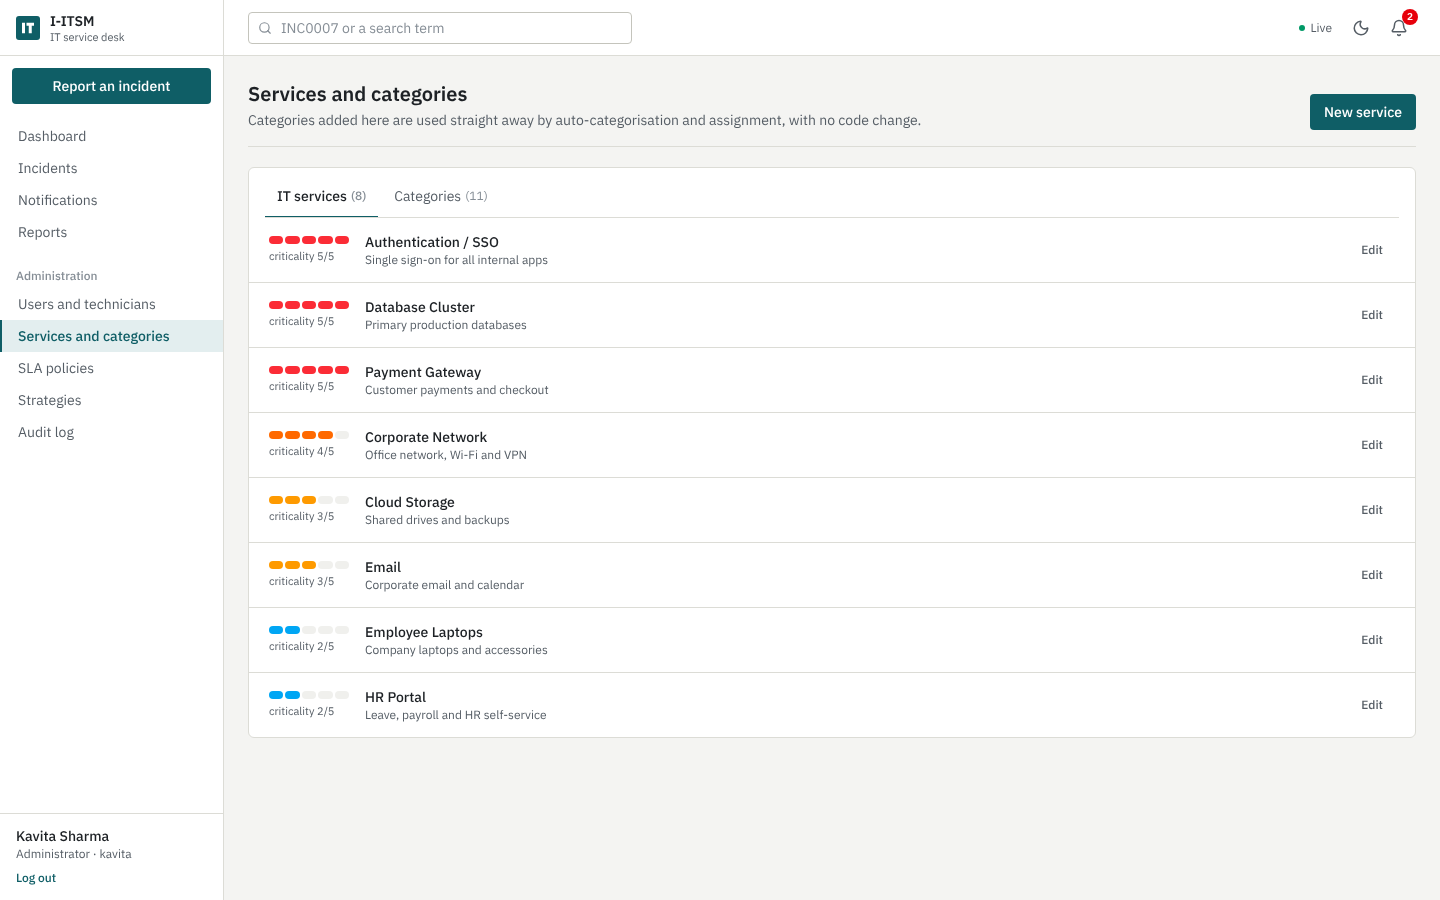 IT
I-ITSM
IT service desk
INC0007 or a search term
Live
2
Report an incident
Dashboard
Incidents
Notifications
Reports
Administration
Users and technicians
Services and categories
SLA policies
Strategies
Audit log
Kavita Sharma
Administrator · kavita
Log out
Services and categories
Categories added here are used straight away by auto-categorisation and assignment, with no code change.
New service
IT services (8)
Categories (11)
criticality 5/5
Authentication / SSO
Single sign-on for all internal apps
Edit
criticality 5/5
Database Cluster
Primary production databases
Edit
criticality 5/5
Payment Gateway
Customer payments and checkout
Edit
criticality 4/5
Corporate Network
Office network, Wi-Fi and VPN
Edit
criticality 3/5
Cloud Storage
Shared drives and backups
Edit
criticality 3/5
Email
Corporate email and calendar
Edit
criticality 2/5
Employee Laptops
Company laptops and accessories
Edit
criticality 2/5
HR Portal
Leave, payroll and HR self-service
Edit